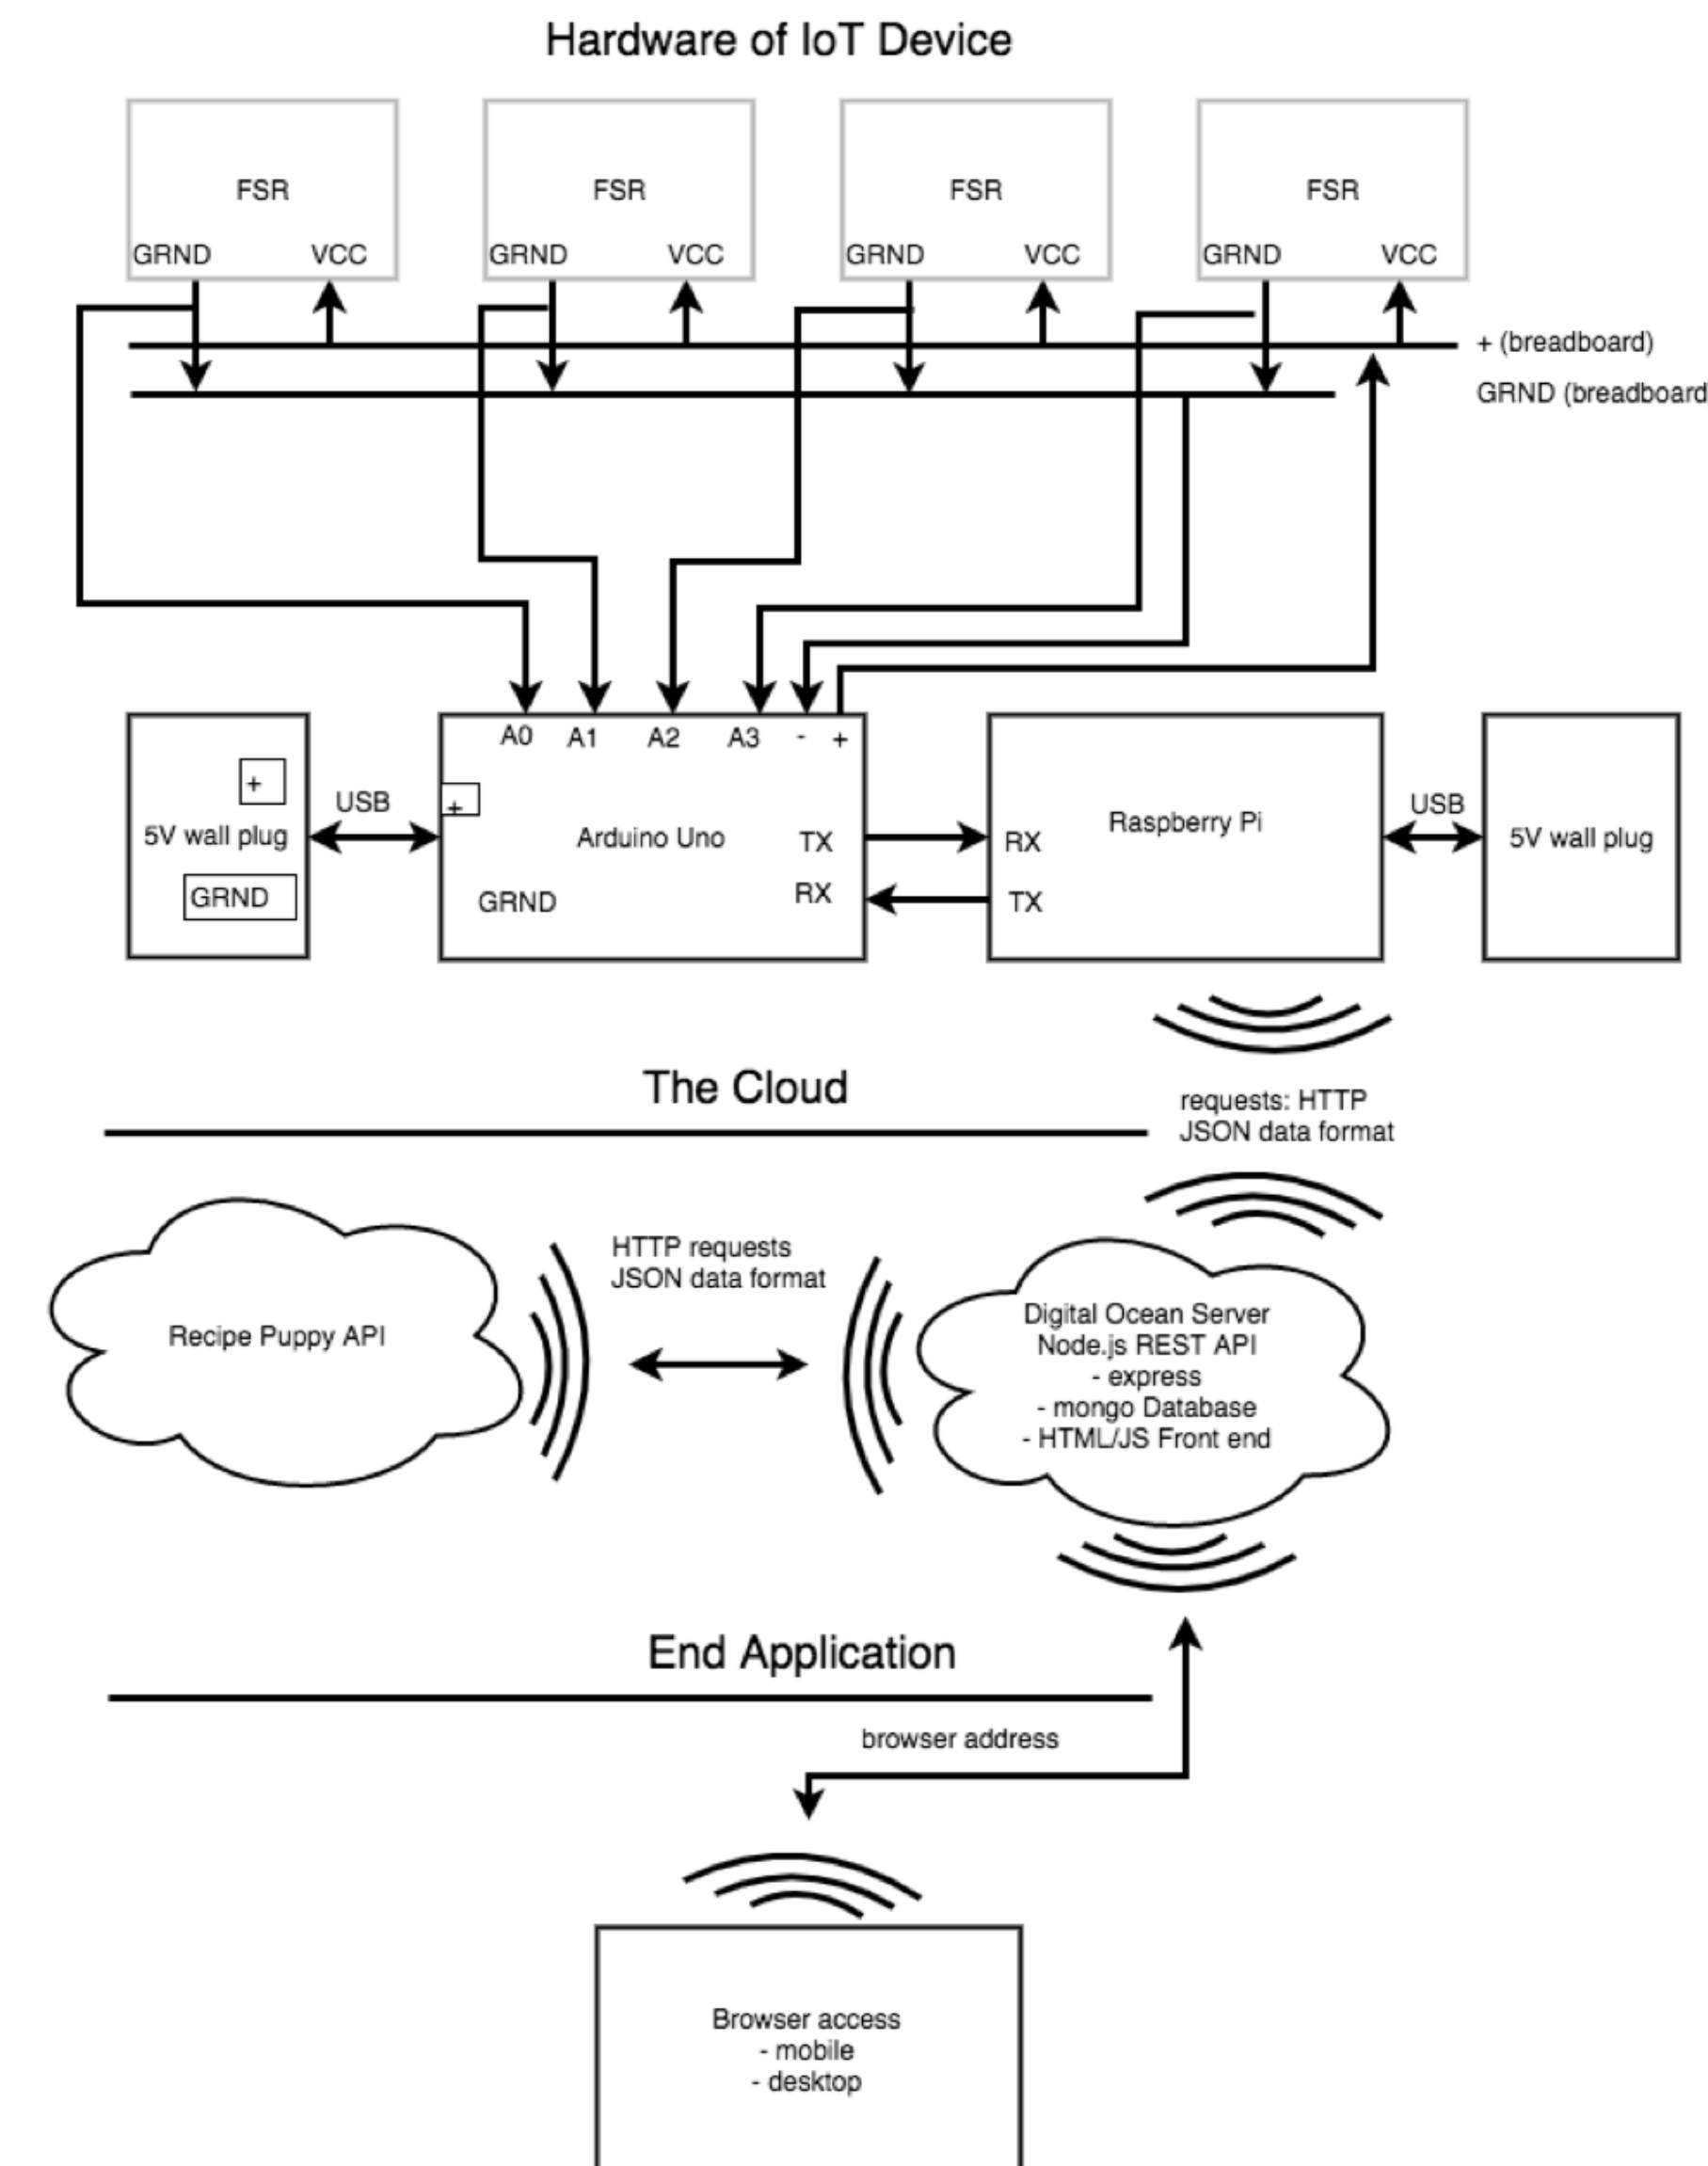 Hardware of IoT Device
FSR
FSR
FSR
FSR
GRND VCC
GRND VCC
GRND VCC
GRND VCC
+ (breadboard)
GRND (breadboard
A0 A1 A2 A3 - +
+
USB
+
USB
5V wall plug
Arduino Uno
TX
RX
Raspberry Pi
5V wall plug
GRND
GRND
RX
TX
The Cloud
requests: HTTP
JSON data format
HTTP requests
JSON data format
Recipe Puppy API
Digital Ocean Server
Node.js REST API
- express
- mongo Database
- HTML/JS Front end
End Application
browser address
Browser access
- mobile
- desktop